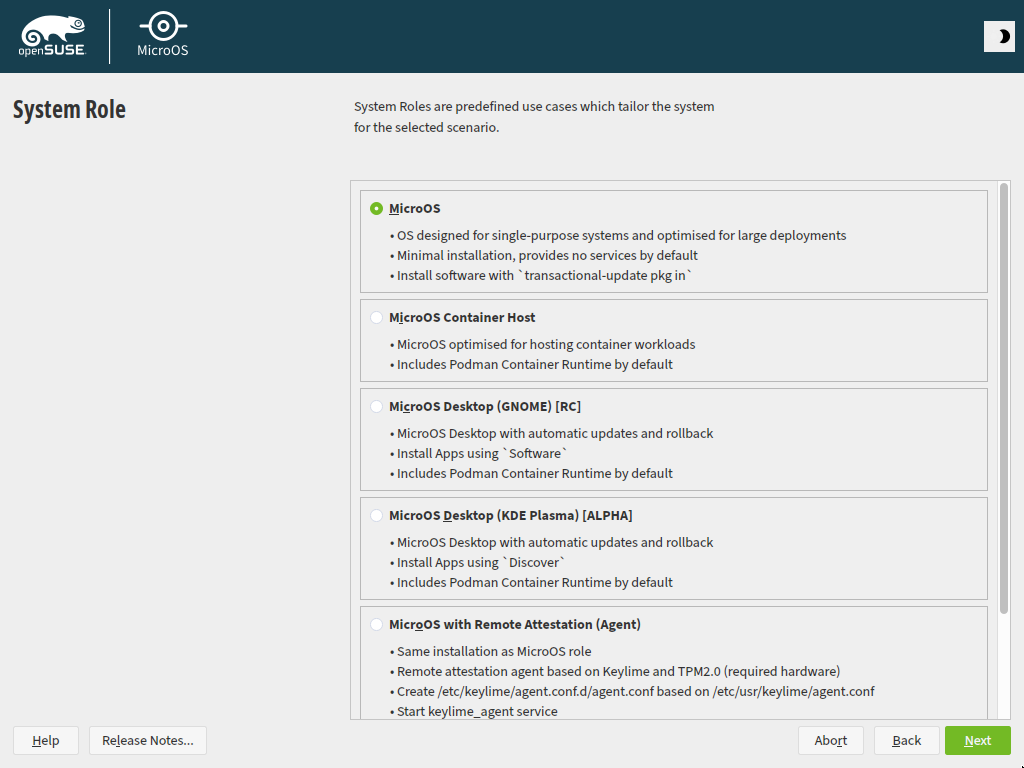 openSUSE
MicroOS
System Role
System Roles are predefined use cases which tailor the system
for the selected scenario.
MicroOS
• OS designed for single-purpose systems and optimised for large deployments
• Minimal installation, provides no services by default
• Install software with `transactional-update pkg in`
MicroOS Container Host
• MicroOS optimised for hosting container workloads
• Includes Podman Container Runtime by default
MicroOS Desktop (GNOME) [RC]
• MicroOS Desktop with automatic updates and rollback
• Install Apps using `Software`
• Includes Podman Container Runtime by default
MicroOS Desktop (KDE Plasma) [ALPHA]
• MicroOS Desktop with automatic updates and rollback
• Install Apps using `Discover`
• Includes Podman Container Runtime by default
MicroOS with Remote Attestation (Agent)
• Same installation as MicroOS role
• Remote attestation agent based on Keylime and TPM2.0 (required hardware)
• Create /etc/keylime/agent.conf.d/agent.conf based on /etc/usr/keylime/agent.conf
• Start keylime_agent service
Help
Release Notes...
Abort
Back
Next